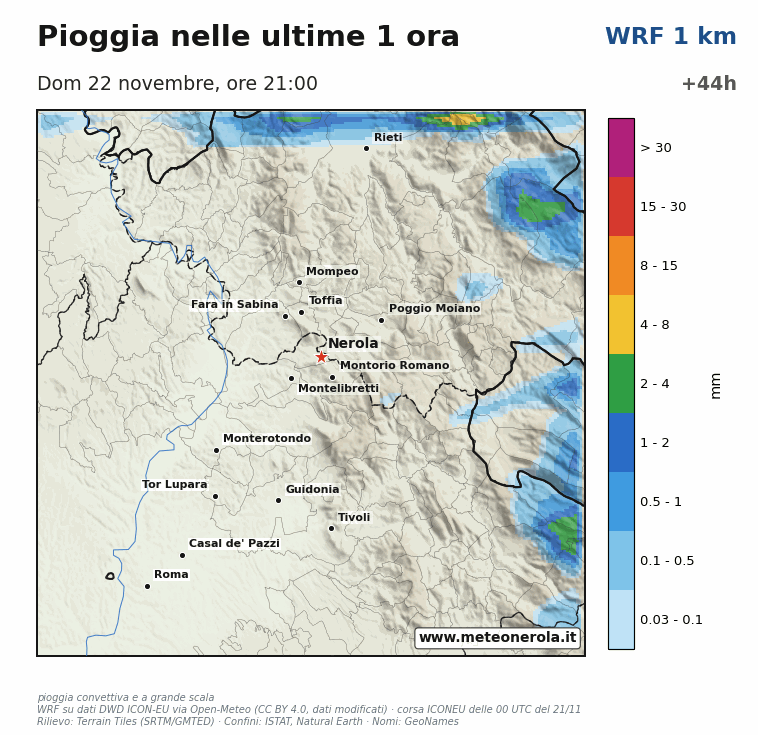 Pioggia nelle ultime 1 ora
WRF 1 km
Dom 22 novembre, ore 21:00
+44h
Rieti
Mompeo
Fara in Sabina
Toffia
Poggio Moiano
Nerola
Montorio Romano
Montelibretti
Monterotondo
Tor Lupara
Guidonia
Tivoli
Casal de' Pazzi
Roma
www.meteonerola.it
> 30
15 - 30
8 - 15
4 - 8
2 - 4
1 - 2
0.5 - 1
0.1 - 0.5
0.03 - 0.1
mm
pioggia convettiva e a grande scala
WRF su dati DWD ICON-EU via Open-Meteo (CC BY 4.0, dati modificati) · corsa ICONEU delle 00 UTC del 21/11
Rilievo: Terrain Tiles (SRTM/GMTED) · Confini: ISTAT, Natural Earth · Nomi: GeoNames